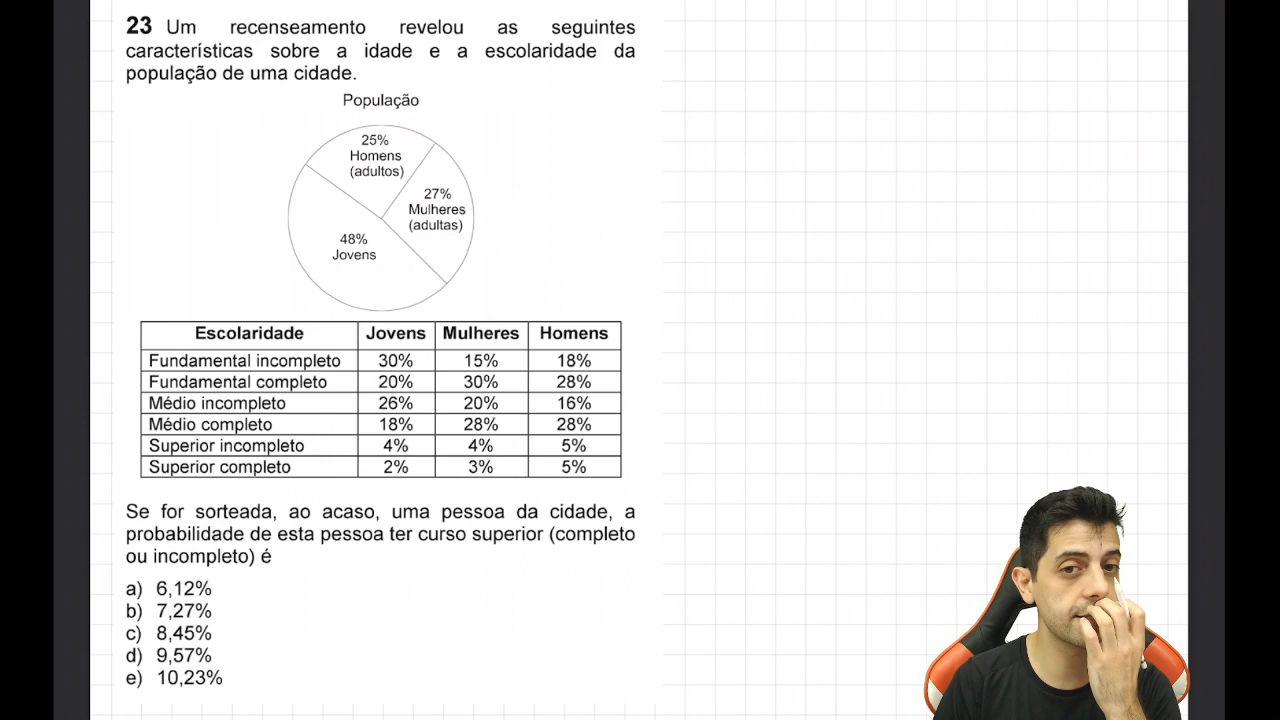 23 Um recenseamento revelou as seguintes
características sobre a idade e a escolaridade da
população de uma cidade.
População
25%
Homens
(adultos)
27%
Mulheres
(adultas)
48%
Jovens
Escolaridade Jovens Mulheres Homens
Fundamental incompleto 30% 15% 18%
Fundamental completo 20% 30% 28%
Médio incompleto 26% 20% 16%
Médio completo 18% 28% 28%
Superior incompleto 4% 4% 5%
Superior completo 2% 3% 5%
Se for sorteada, ao acaso, uma pessoa da cidade, a
probabilidade de esta pessoa ter curso superior (completo
ou incompleto) é
a) 6,12%
b) 7,27%
c) 8,45%
d) 9,57%
e) 10,23%